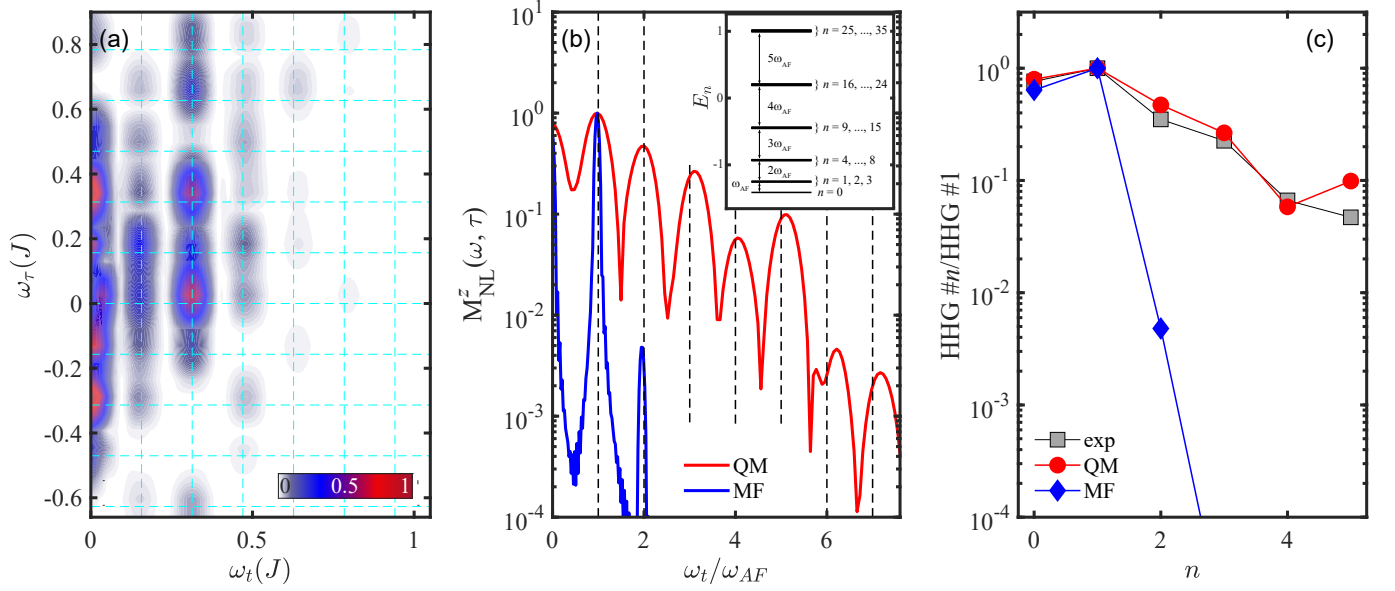 (a)
0.8
0.6
0.4
0.2
0
-0.2
-0.4
-0.6
ω_τ(J)
0 0.5 1
0 0.5 1
ω_t(J)
(b)
10^1
10^0
10^-1
10^-2
10^-3
10^-4
M^z_NL(ω, τ)
1
0
-1
E_n
} n = 25, ..., 35
5ω_AF
} n = 16, ..., 24
4ω_AF
} n = 9, ..., 15
3ω_AF
} n = 4, ..., 8
2ω_AF
ω_AF
} n = 1, 2, 3
n = 0
QM
MF
0 2 4 6
ω_t/ω_AF
(c)
10^0
10^-1
10^-2
10^-3
10^-4
HHG #n/HHG #1
exp
QM
MF
0 2 4
n